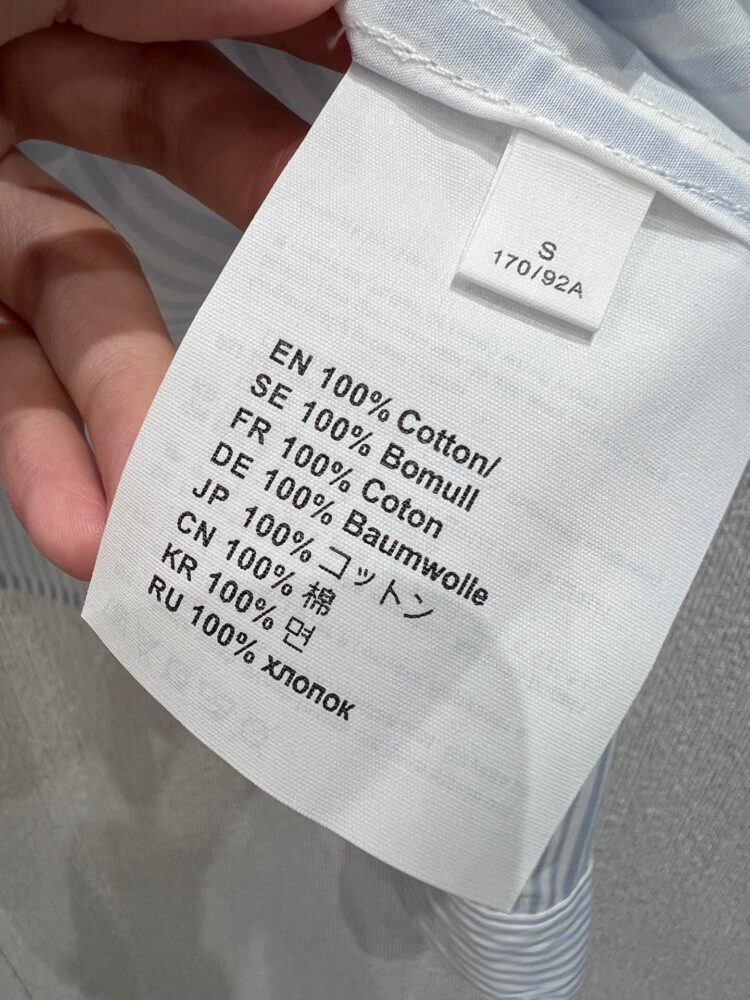 S
170/92A
EN 100% Cotton/
SE 100% Bomull
FR 100% Coton
DE 100% Baumwolle
JP 100% コットン
CN 100% 棉
KR 100% 면
RU 100% хлопок